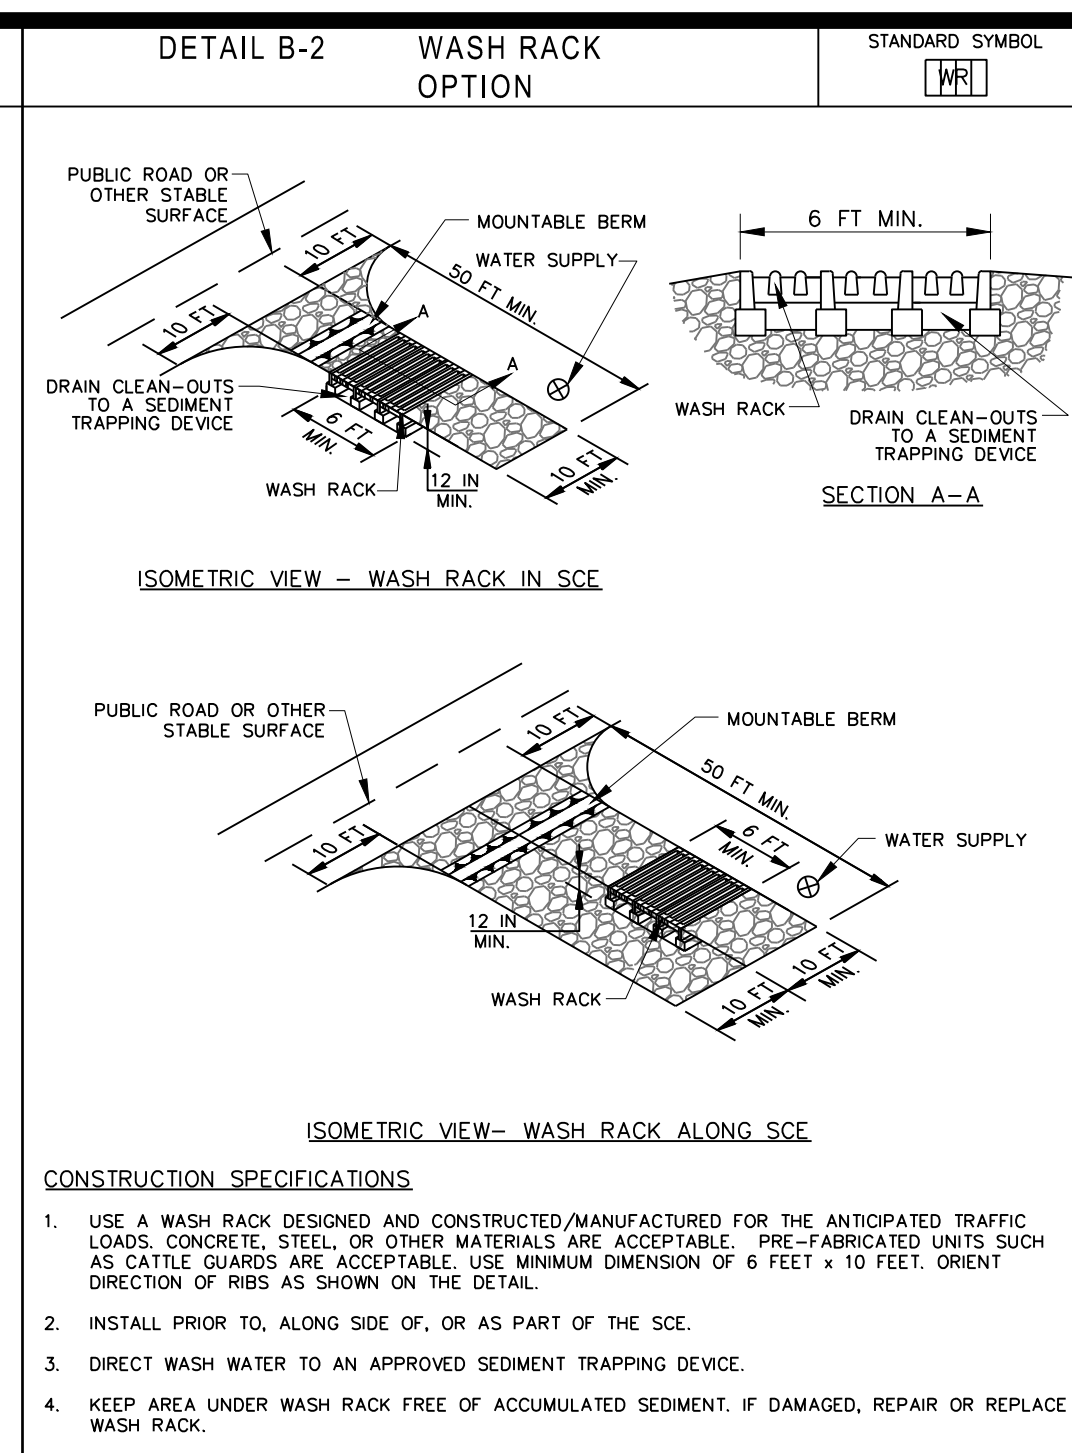 DETAIL B-2 WASH RACK
OPTION
STANDARD SYMBOL
WR
PUBLIC ROAD OR
OTHER STABLE
SURFACE
10 FT
MOUNTABLE BERM
WATER SUPPLY
50 FT MIN.
10 FT
A
A
DRAIN CLEAN-OUTS
TO A SEDIMENT
TRAPPING DEVICE
6 FT
MIN.
WASH RACK
12 IN
MIN.
10 FT
MIN.
ISOMETRIC VIEW - WASH RACK IN SCE
6 FT MIN.
WASH RACK
DRAIN CLEAN-OUTS
TO A SEDIMENT
TRAPPING DEVICE
SECTION A-A
PUBLIC ROAD OR OTHER
STABLE SURFACE
10 FT
MOUNTABLE BERM
50 FT MIN.
10 FT
6 FT
MIN.
WATER SUPPLY
12 IN
MIN.
WASH RACK
10 FT
MIN.
10 FT
MIN.
ISOMETRIC VIEW- WASH RACK ALONG SCE
CONSTRUCTION SPECIFICATIONS
1. USE A WASH RACK DESIGNED AND CONSTRUCTED/MANUFACTURED FOR THE ANTICIPATED TRAFFIC
LOADS. CONCRETE, STEEL, OR OTHER MATERIALS ARE ACCEPTABLE. PRE-FABRICATED UNITS SUCH
AS CATTLE GUARDS ARE ACCEPTABLE. USE MINIMUM DIMENSION OF 6 FEET x 10 FEET. ORIENT
DIRECTION OF RIBS AS SHOWN ON THE DETAIL.
2. INSTALL PRIOR TO, ALONG SIDE OF, OR AS PART OF THE SCE.
3. DIRECT WASH WATER TO AN APPROVED SEDIMENT TRAPPING DEVICE.
4. KEEP AREA UNDER WASH RACK FREE OF ACCUMULATED SEDIMENT. IF DAMAGED, REPAIR OR REPLACE
WASH RACK.